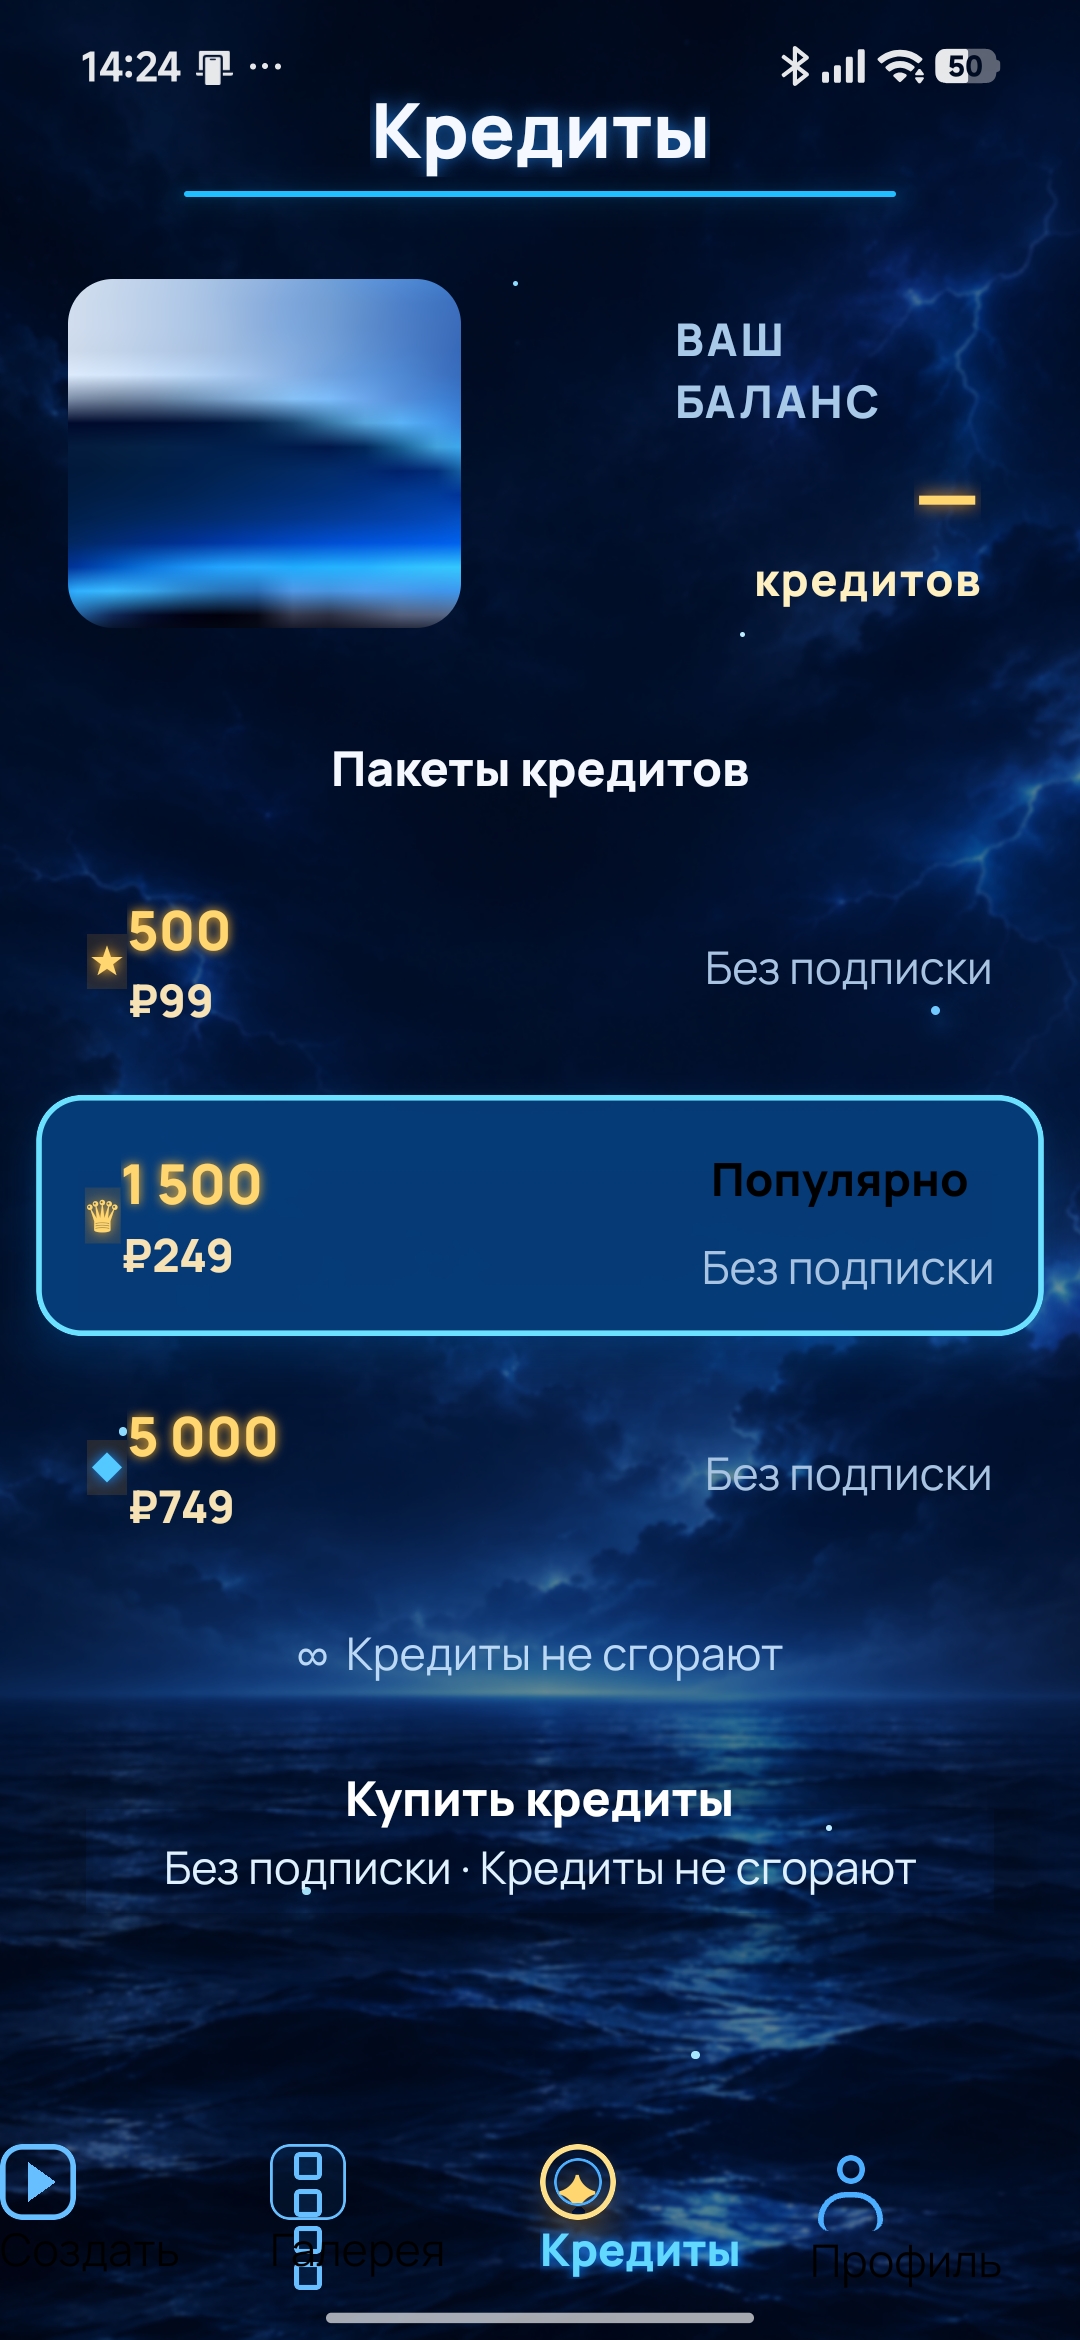 14:24
50
Кредиты
ВАШ
БАЛАНС
—
кредитов
Пакеты кредитов
500
₽99
Без подписки
1 500
₽249
Популярно
Без подписки
5 000
₽749
Без подписки
∞ Кредиты не сгорают
Купить кредиты
Без подписки · Кредиты не сгорают
Создать
Галерея
Кредиты
Профиль